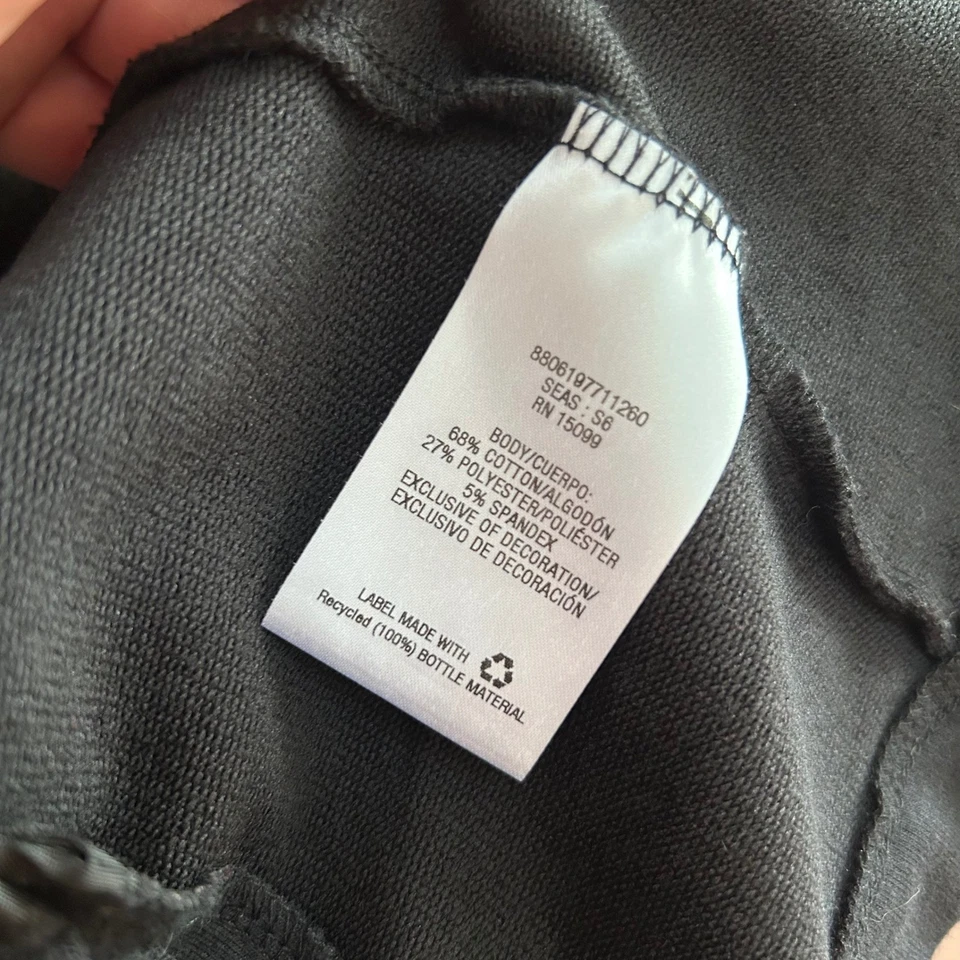 8806197711260
SEAS : S6
RN 15099
BODY/CUERPO:
68% COTTON/ALGODÓN
27% POLYESTER/POLIÉSTER
5% SPANDEX
EXCLUSIVE OF DECORATION/
EXCLUSIVO DE DECORACIÓN
LABEL MADE WITH
Recycled (100%) BOTTLE MATERIAL